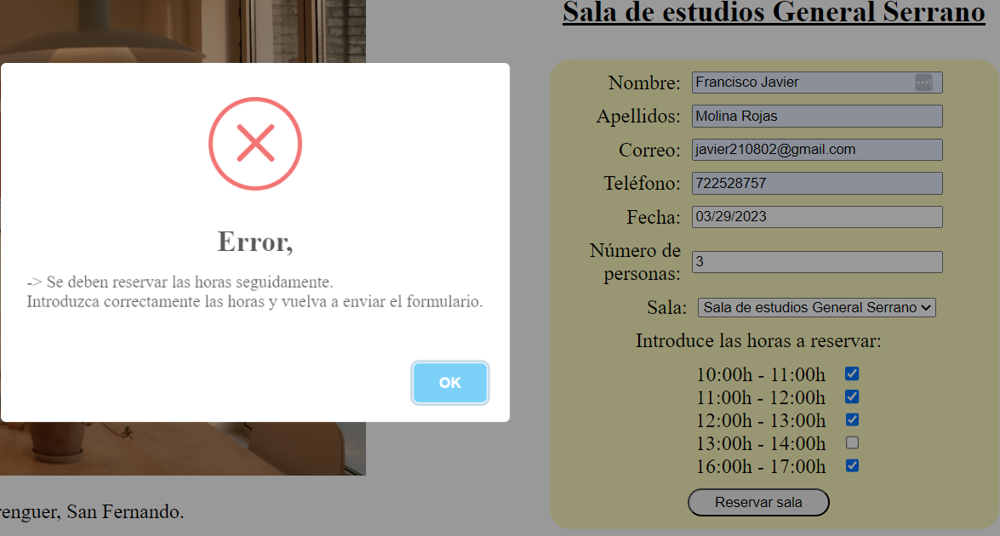 Sala de estudios General Serrano
Nombre: Francisco Javier
Apellidos: Molina Rojas
Correo: javier210802@gmail.com
Teléfono: 722528757
Fecha: 03/29/2023
Número de
personas: 3
Sala: Sala de estudios General Serrano
Introduce las horas a reservar:
10:00h - 11:00h
11:00h - 12:00h
12:00h - 13:00h
13:00h - 14:00h
16:00h - 17:00h
Reservar sala
Error,
-> Se deben reservar las horas seguidamente.
Introduzca correctamente las horas y vuelva a enviar el formulario.
OK
San Fernando.